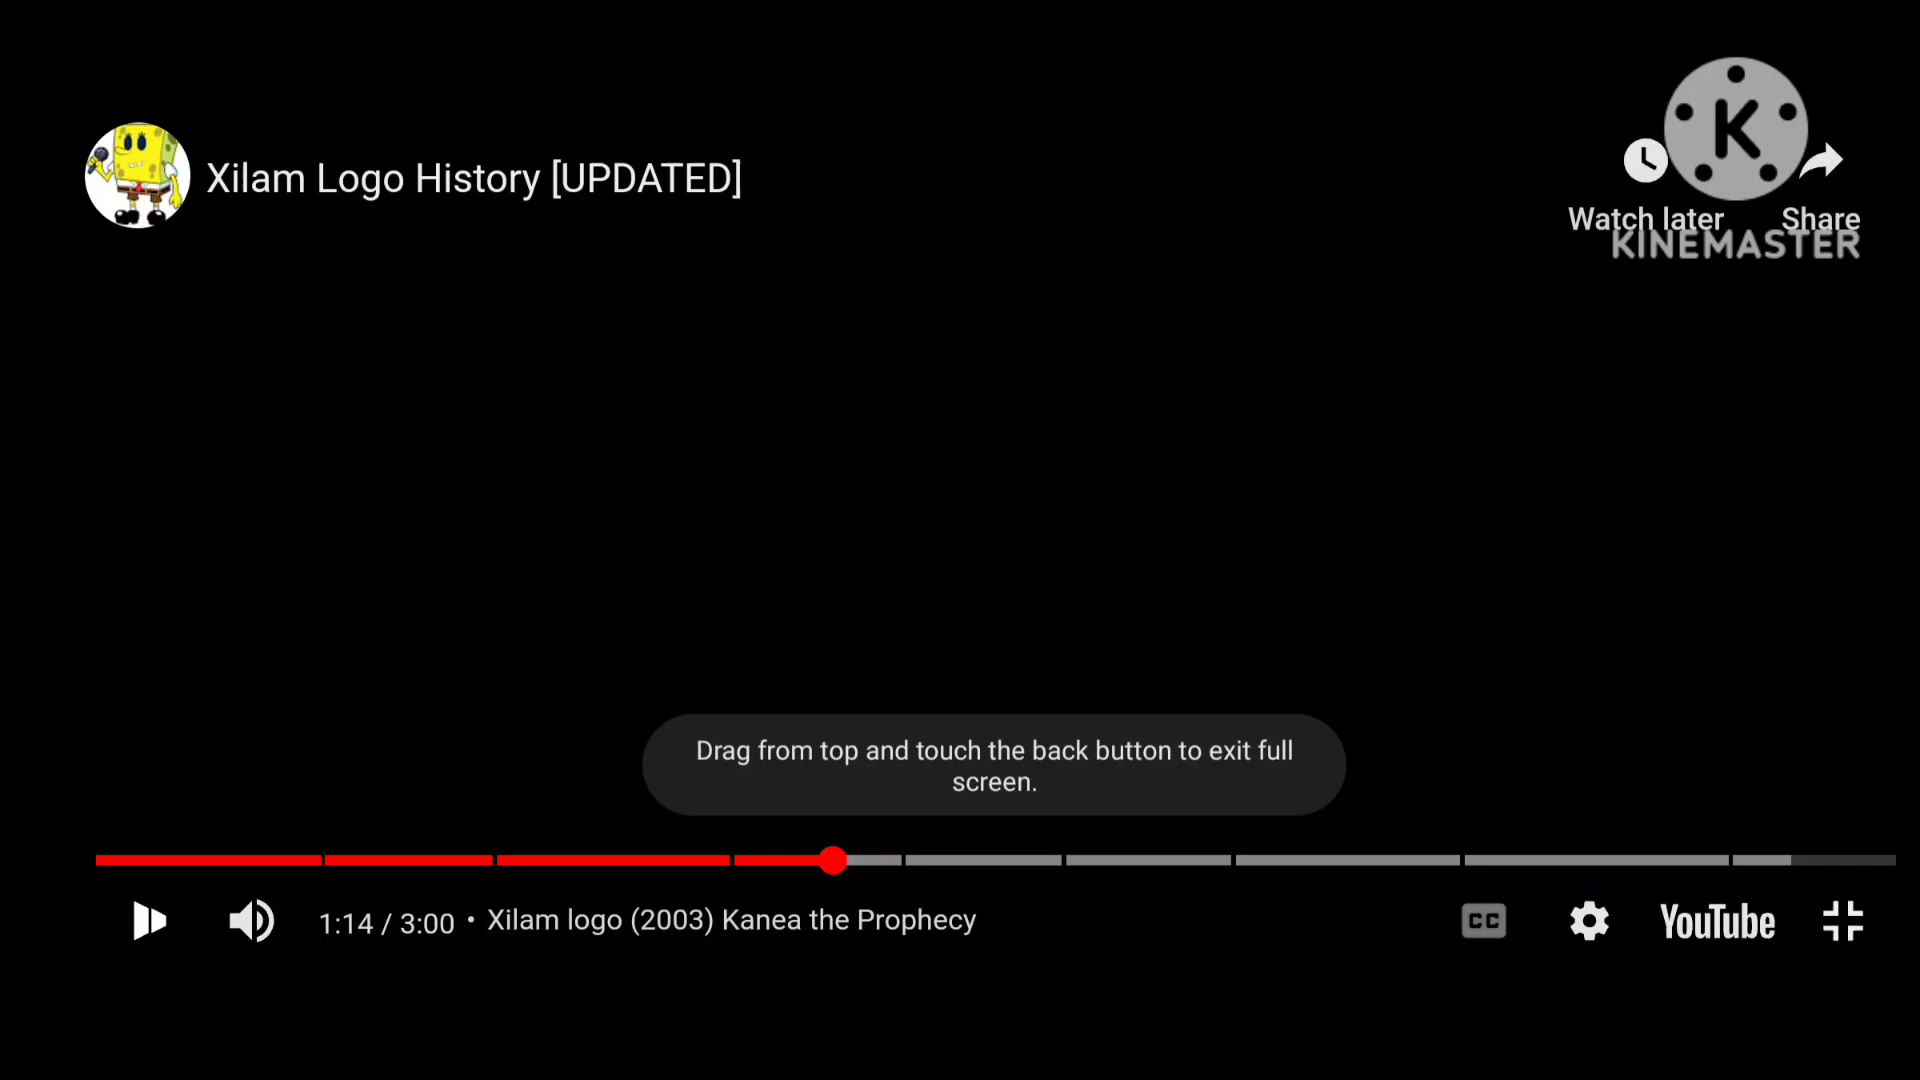 K
Xilam Logo History [UPDATED]
Watch later
Share
KINEMASTER
Drag from top and touch the back button to exit full
screen.
1:14 / 3:00 • Xilam logo (2003) Kanea the Prophecy
CC
YouTube